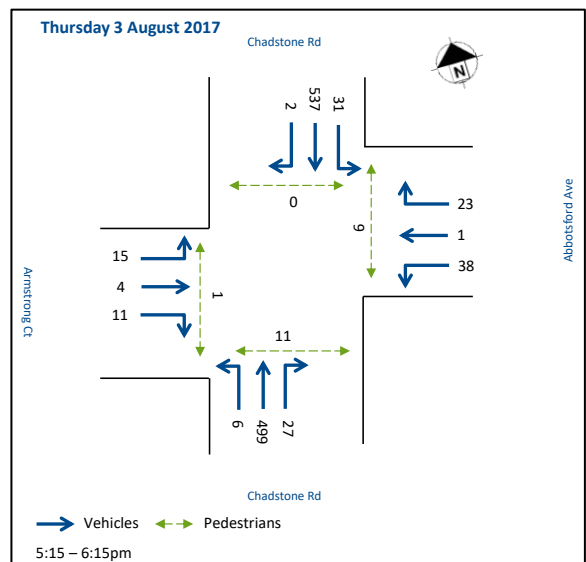 Thursday 3 August 2017
Chadstone Rd
N
2
537
31
0
9
23
1
38
Abbotsford Ave
Armstrong Ct
15
4
11
1
11
6
499
27
Chadstone Rd
Vehicles
Pedestrians
5:15 – 6:15pm